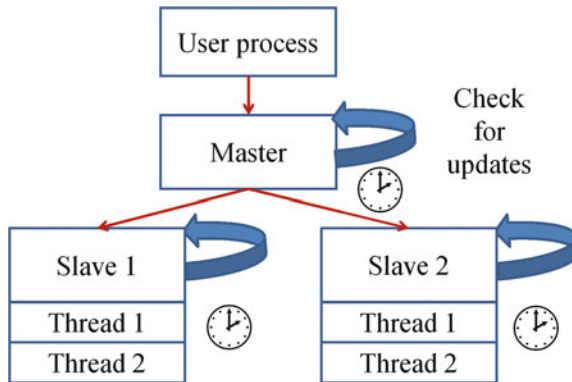 User process
Master
Check
for
updates
Slave 1
Thread 1
Thread 2
Slave 2
Thread 1
Thread 2